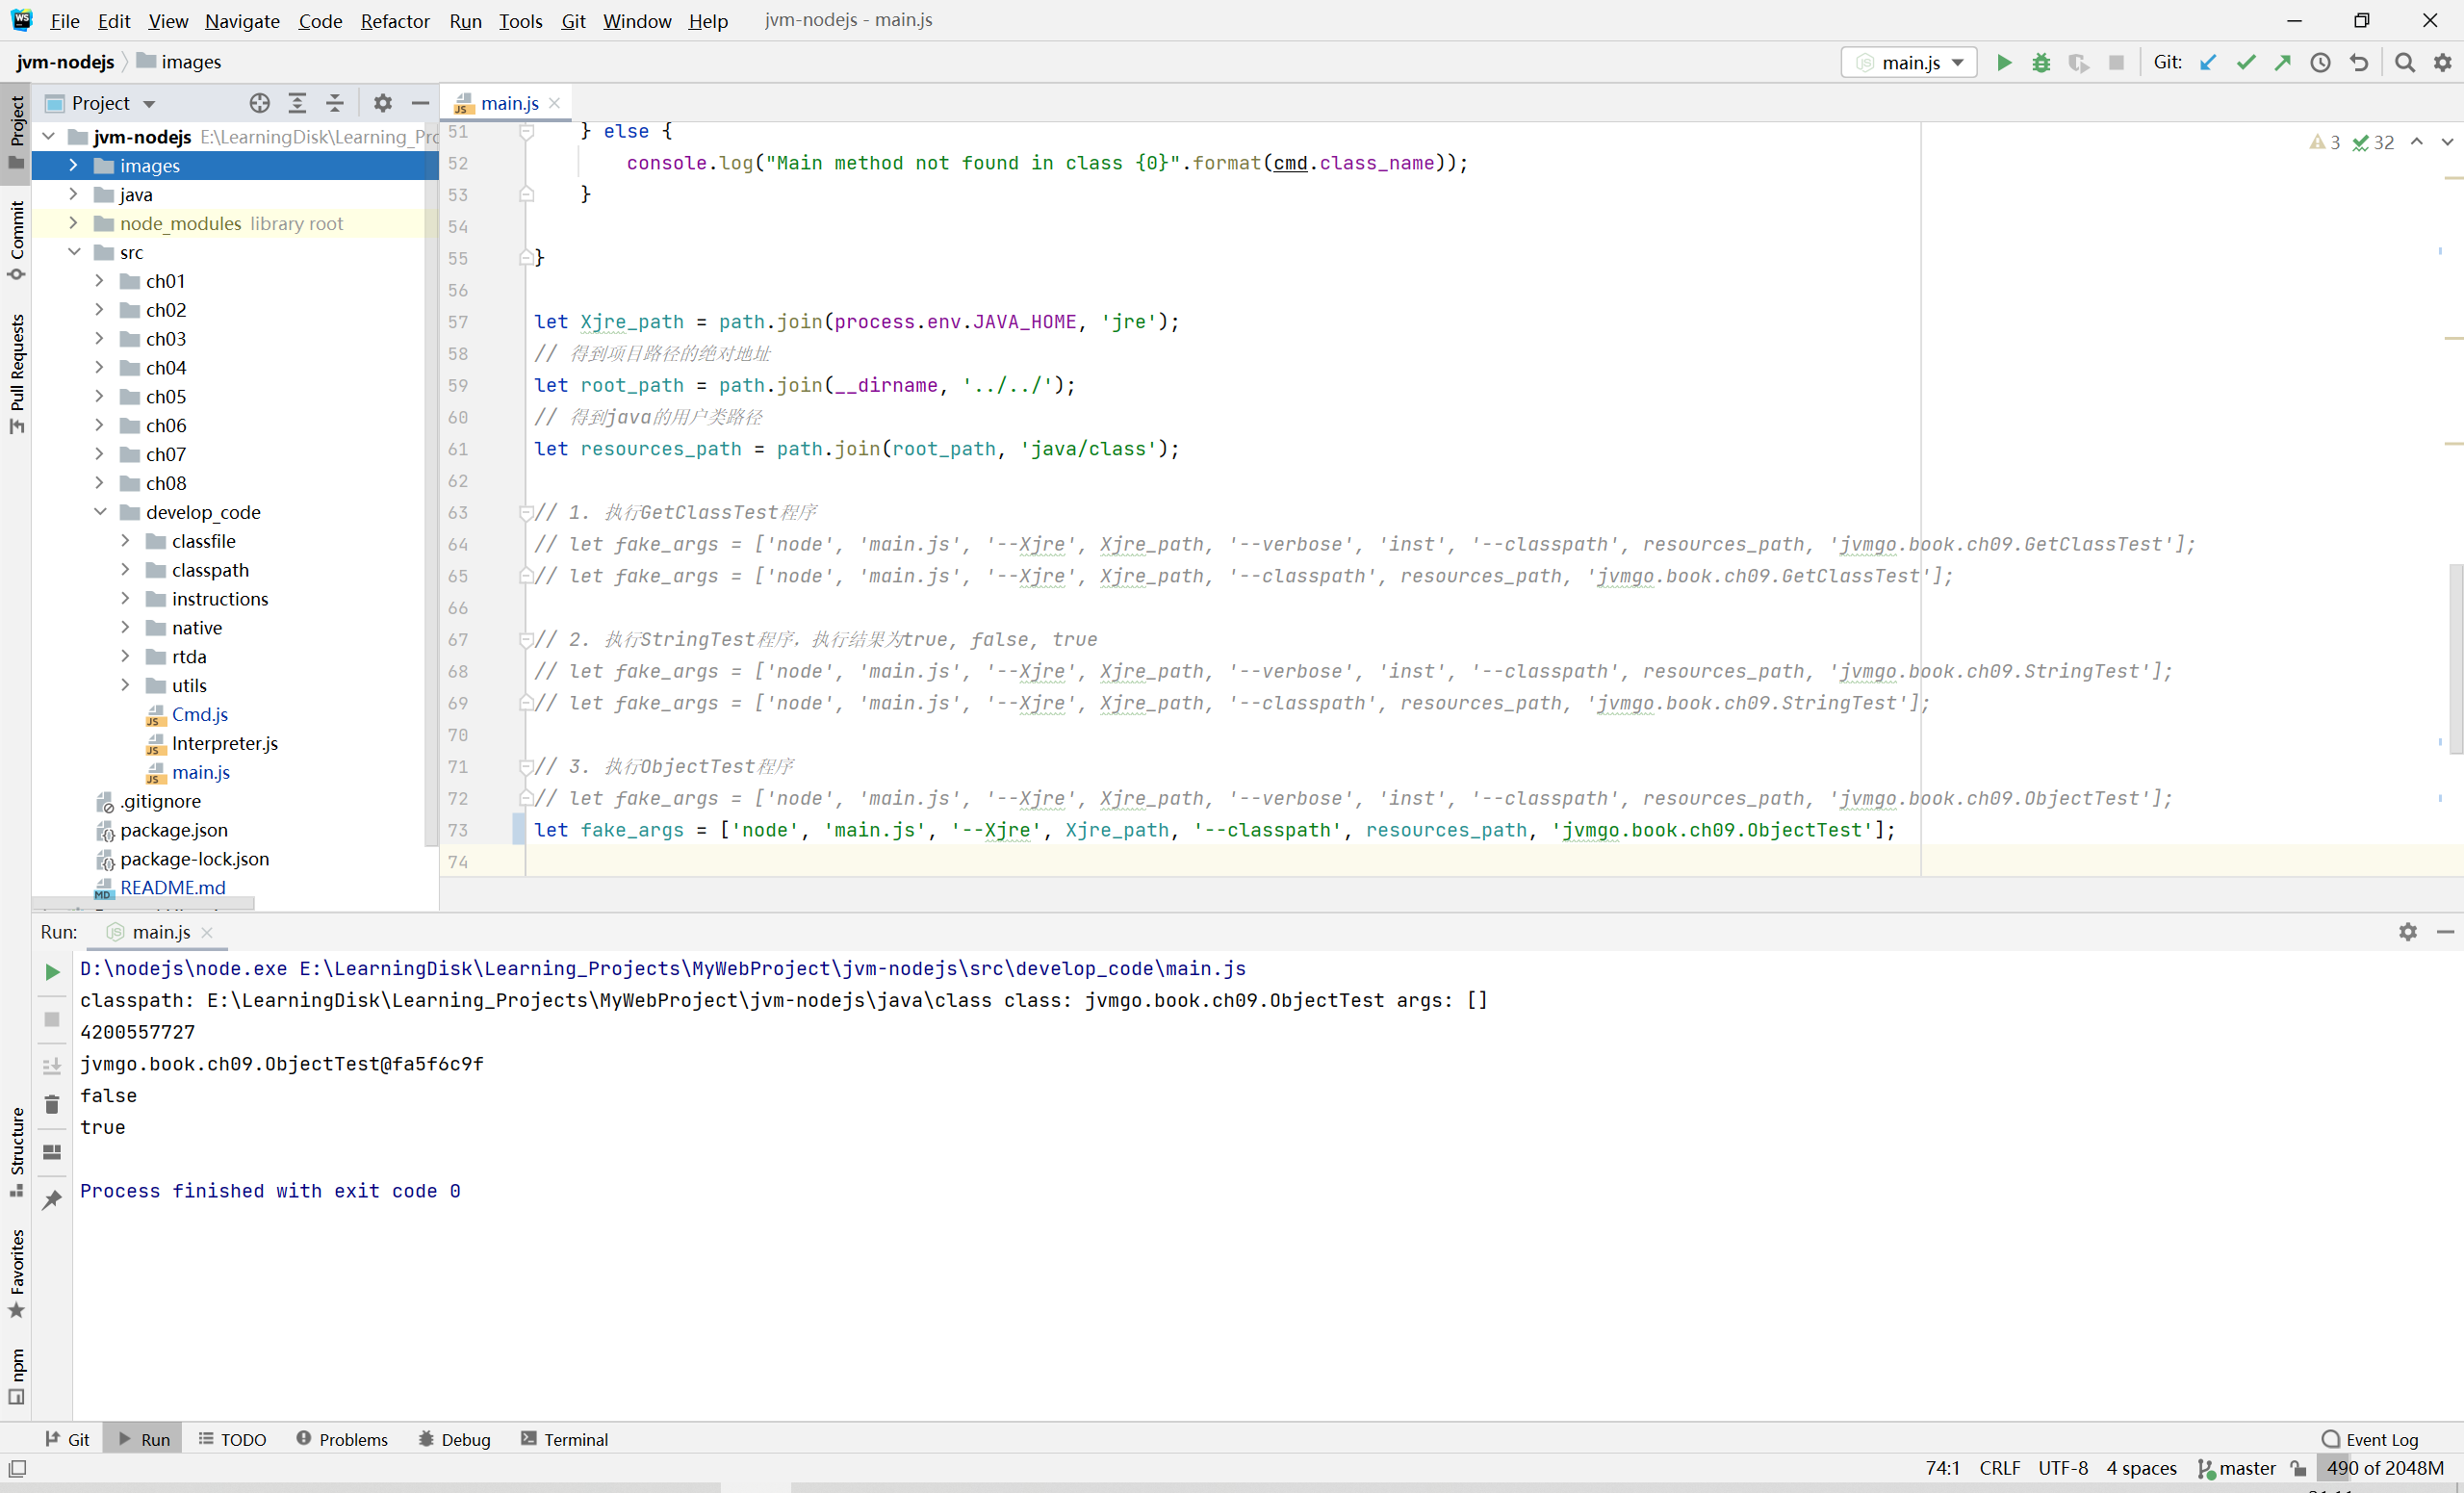 WS File Edit View Navigate Code Refactor Run Tools Git Window Help jvm-nodejs - main.js
jvm-nodejs images main.js Git:
Project
Commit
Pull Requests
Structure
Favorites
npm
Project
jvm-nodejs E:\LearningDisk\Learning_Pro
images
java
node_modules library root
src
ch01
ch02
ch03
ch04
ch05
ch06
ch07
ch08
develop_code
classfile
classpath
instructions
native
rtda
utils
Cmd.js
Interpreter.js
main.js
.gitignore
package.json
package-lock.json
README.md
main.js
3 32
51 } else {
52 console.log("Main method not found in class {0}".format(cmd.class_name));
53 }
54
55 }
56
57 let Xjre_path = path.join(process.env.JAVA_HOME, 'jre');
58 // 得到项目路径的绝对地址
59 let root_path = path.join(__dirname, '../../');
60 // 得到java的用户类路径
61 let resources_path = path.join(root_path, 'java/class');
62
63 // 1. 执行GetClassTest程序
64 // let fake_args = ['node', 'main.js', '--Xjre', Xjre_path, '--verbose', 'inst', '--classpath', resources_path, 'jvmgo.book.ch09.GetClassTest'];
65 // let fake_args = ['node', 'main.js', '--Xjre', Xjre_path, '--classpath', resources_path, 'jvmgo.book.ch09.GetClassTest'];
66
67 // 2. 执行StringTest程序，执行结果为true, false, true
68 // let fake_args = ['node', 'main.js', '--Xjre', Xjre_path, '--verbose', 'inst', '--classpath', resources_path, 'jvmgo.book.ch09.StringTest'];
69 // let fake_args = ['node', 'main.js', '--Xjre', Xjre_path, '--classpath', resources_path, 'jvmgo.book.ch09.StringTest'];
70
71 // 3. 执行ObjectTest程序
72 // let fake_args = ['node', 'main.js', '--Xjre', Xjre_path, '--verbose', 'inst', '--classpath', resources_path, 'jvmgo.book.ch09.ObjectTest'];
73 let fake_args = ['node', 'main.js', '--Xjre', Xjre_path, '--classpath', resources_path, 'jvmgo.book.ch09.ObjectTest'];
74
Run: main.js
D:\nodejs\node.exe E:\LearningDisk\Learning_Projects\MyWebProject\jvm-nodejs\src\develop_code\main.js
classpath: E:\LearningDisk\Learning_Projects\MyWebProject\jvm-nodejs\java\class class: jvmgo.book.ch09.ObjectTest args: []
4200557727
jvmgo.book.ch09.ObjectTest@fa5f6c9f
false
true
Process finished with exit code 0
Git Run TODO Problems Debug Terminal Event Log
74:1 CRLF UTF-8 4 spaces master 490 of 2048M